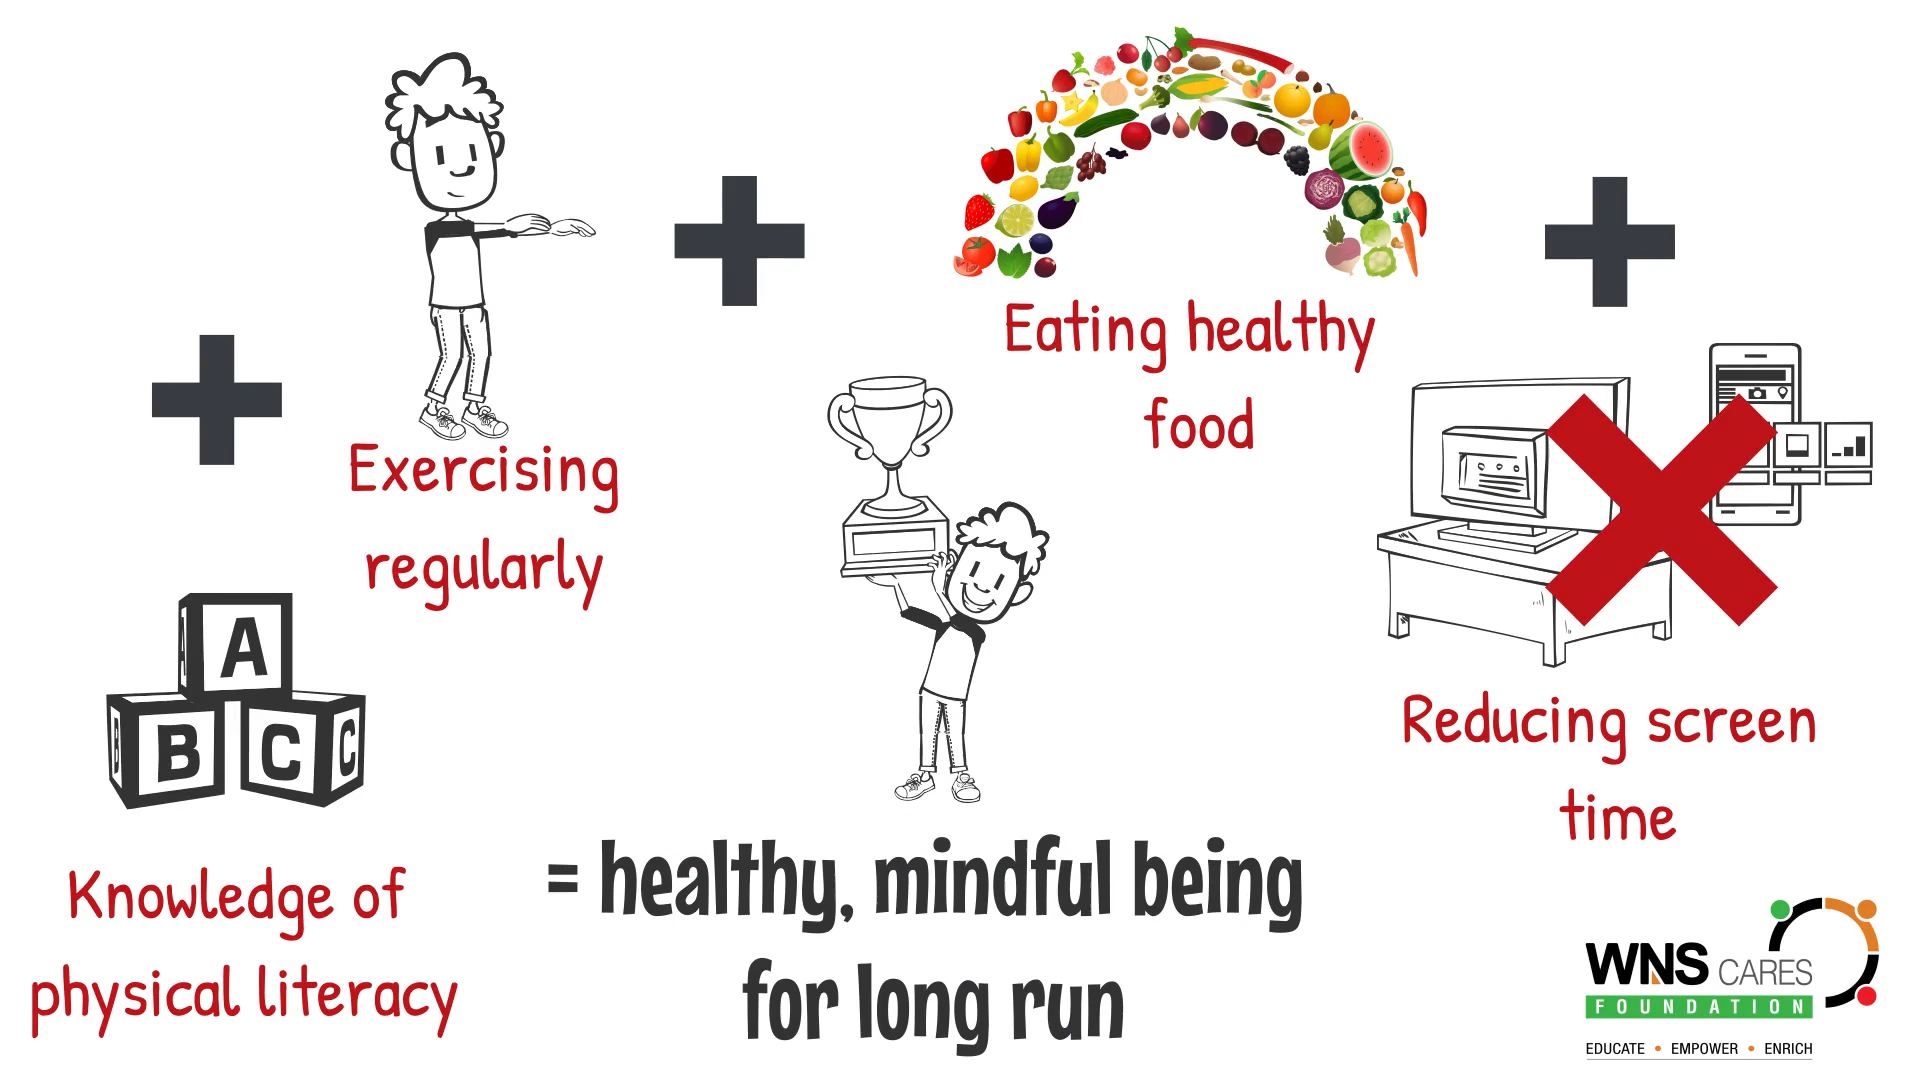 Exercising
regularly
Eating healthy
food
A
B C
B C
Knowledge of
physical literacy
Reducing screen
time
= healthy, mindful being
for long run
WNS CARES
FOUNDATION
EDUCATE • EMPOWER • ENRICH